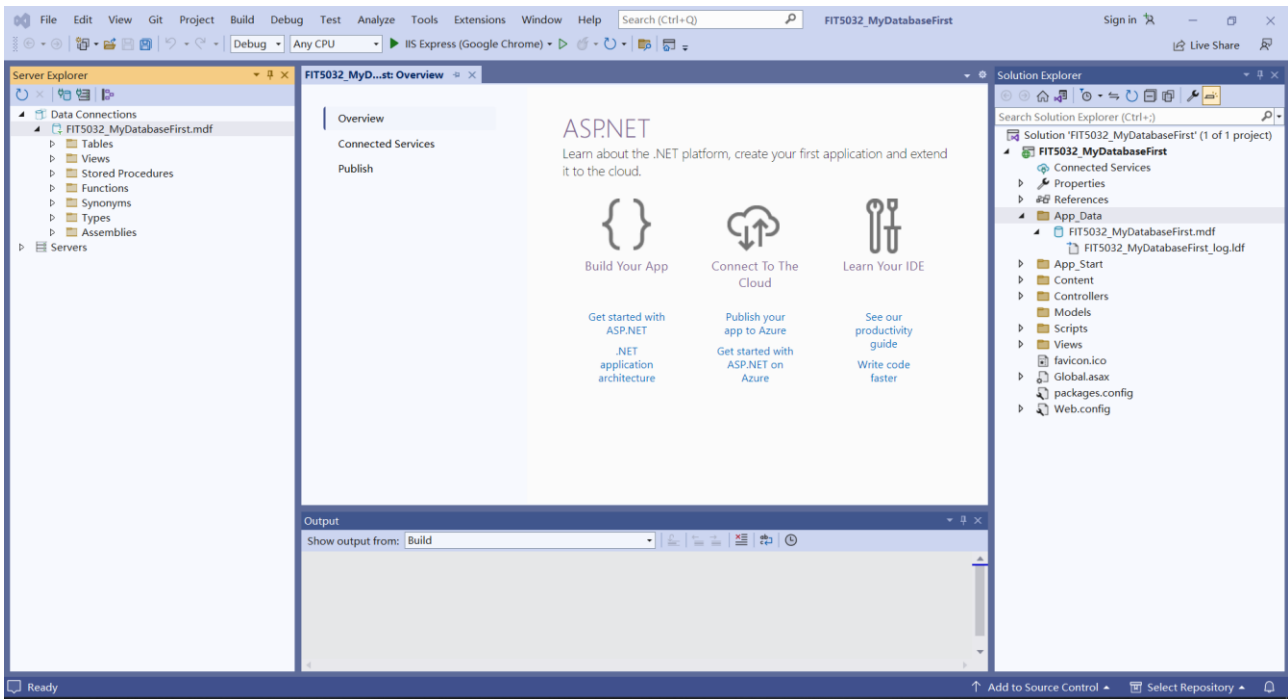 File Edit View Git Project Build Debug Test Analyze Tools Extensions Window Help Search (Ctrl+Q) FIT5032_MyDatabaseFirst Sign in
Debug Any CPU IIS Express (Google Chrome) Live Share
Server Explorer
Data Connections
FIT5032_MyDatabaseFirst.mdf
Tables
Views
Stored Procedures
Functions
Synonyms
Types
Assemblies
Servers
FIT5032_MyD...st: Overview
Overview
Connected Services
Publish
ASP.NET
Learn about the .NET platform, create your first application and extend
it to the cloud.
Build Your App
Get started with
ASP.NET
.NET
application
architecture
Connect To The
Cloud
Publish your
app to Azure
Get started with
ASP.NET on
Azure
Learn Your IDE
See our
productivity
guide
Write code
faster
Output
Show output from: Build
Solution Explorer
Search Solution Explorer (Ctrl+;)
Solution 'FIT5032_MyDatabaseFirst' (1 of 1 project)
FIT5032_MyDatabaseFirst
Connected Services
Properties
References
App_Data
FIT5032_MyDatabaseFirst.mdf
FIT5032_MyDatabaseFirst_log.ldf
App_Start
Content
Controllers
Models
Scripts
Views
favicon.ico
Global.asax
packages.config
Web.config
Ready Add to Source Control Select Repository